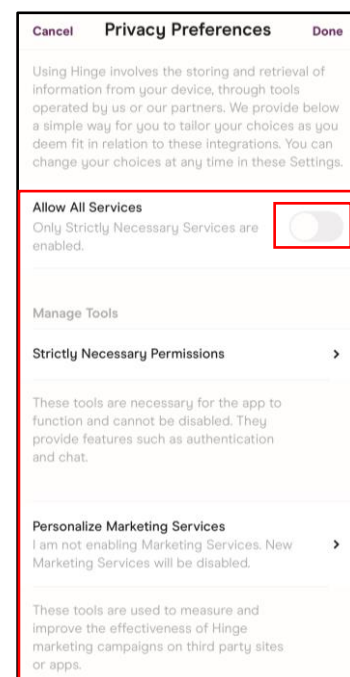 Cancel Privacy Preferences Done
Using Hinge involves the storing and retrieval of
information from your device, through tools
operated by us or our partners. We provide below
a simple way for you to tailor your choices as you
deem fit in relation to these integrations. You can
change your choices at any time in these Settings.
Allow All Services
Only Strictly Necessary Services are
enabled.
Manage Tools
Strictly Necessary Permissions >
These tools are necessary for the app to
function and cannot be disabled. They
provide features such as authentication
and chat.
Personalize Marketing Services
I am not enabling Marketing Services. New >
Marketing Services will be disabled.
These tools are used to measure and
improve the effectiveness of Hinge
marketing campaigns on third party sites
or apps.